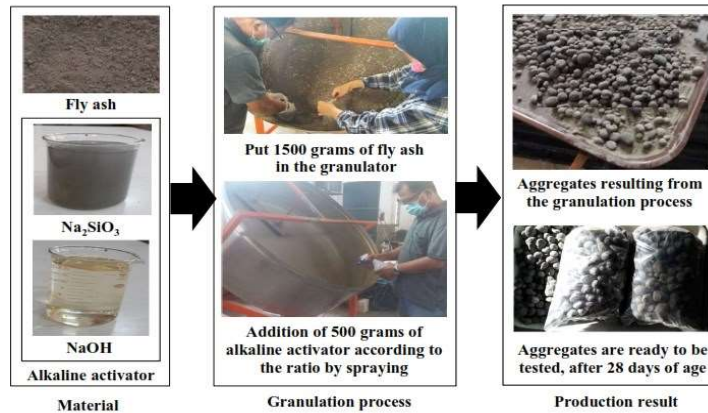 Fly ash
Na₂SiO₃
NaOH
Alkaline activator
Material
Put 1500 grams of fly ash
in the granulator
Addition of 500 grams of
alkaline activator according to
the ratio by spraying
Granulation process
Aggregates resulting from
the granulation process
Aggregates are ready to be
tested, after 28 days of age
Production result